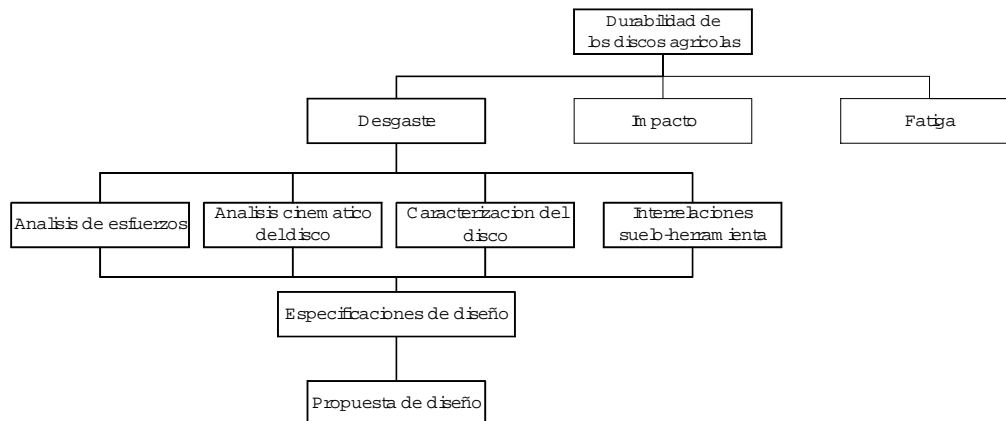 Durabilidad de
los discos agricolas
Desgaste
Impacto
Fatiga
Analisis de esfuerzos
Analisis cinematico
del disco
Caracterizacion del
disco
Interrelaciones
suelo-herramienta
Especificaciones de diseño
Propuesta de diseño